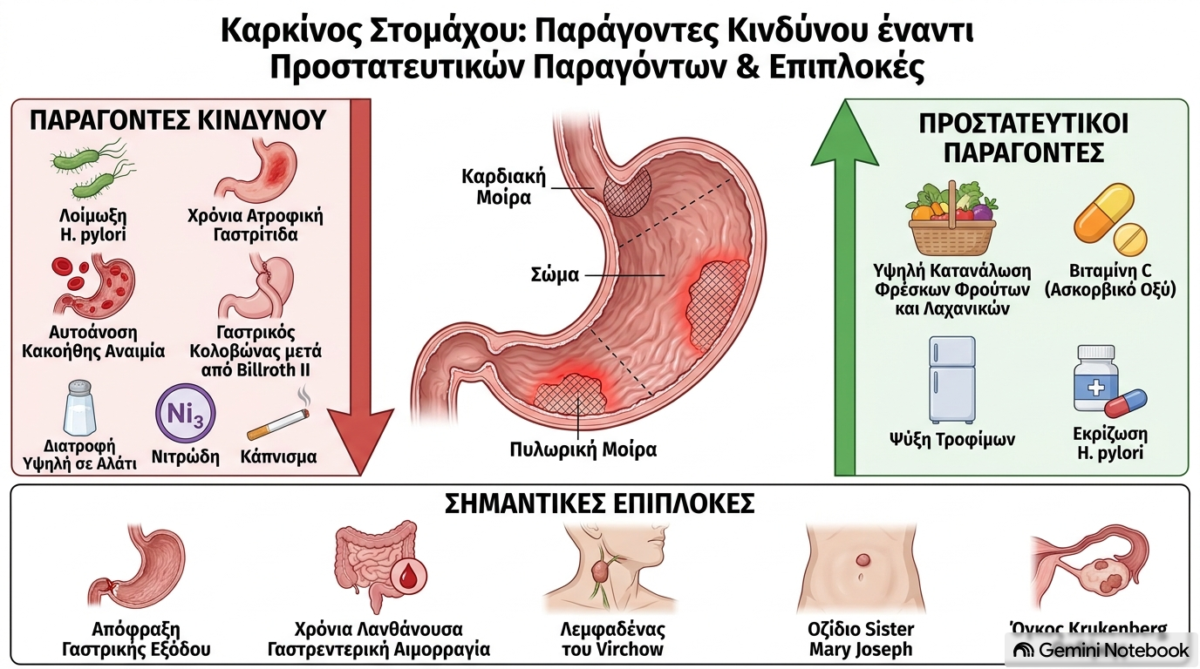 Καρκίνος Στομάχου: Παράγοντες Κινδύνου έναντι
Προστατευτικών Παραγόντων & Επιπλοκές
ΠΑΡΑΓΟΝΤΕΣ ΚΙΝΔΥΝΟΥ
Λοίμωξη
H. pylori
Χρόνια Ατροφική
Γαστρίτιδα
Αυτοάνοση
Κακοήθης Αναιμία
Γαστρικός
Κολοβώνας μετά
από Billroth II
Διατροφή
Υψηλή σε Αλάτι
Ni3
Νιτρώδη
Κάπνισμα
Καρδιακή
Μοίρα
Σώμα
Πυλωρική Μοίρα
ΠΡΟΣΤΑΤΕΥΤΙΚΟΙ
ΠΑΡΑΓΟΝΤΕΣ
Υψηλή Κατανάλωση
Φρέσκων Φρούτων
και Λαχανικών
Βιταμίνη C
(Ασκορβικό Οξύ)
Ψύξη Τροφίμων
Εκρίζωση
H. pylori
ΣΗΜΑΝΤΙΚΕΣ ΕΠΙΠΛΟΚΕΣ
Απόφραξη
Γαστρικής Εξόδου
Χρόνια Λανθάνουσα
Γαστρεντερική Αιμορραγία
Λεμφαδένας
του Virchow
Οζίδιο Sister
Mary Joseph
Όγκος Krukenberg
Gemini Notebook